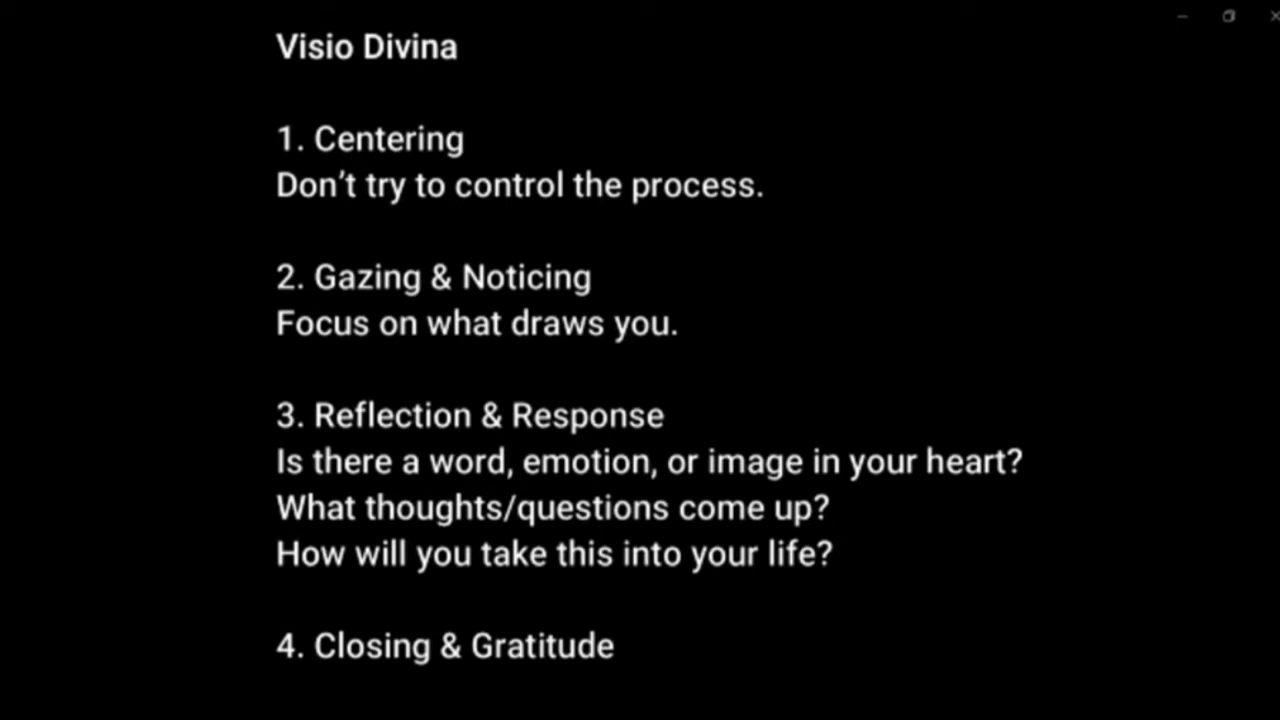 Visio Divina
1. Centering
Don’t try to control the process.
2. Gazing & Noticing
Focus on what draws you.
3. Reflection & Response
Is there a word, emotion, or image in your heart?
What thoughts/questions come up?
How will you take this into your life?
4. Closing & Gratitude